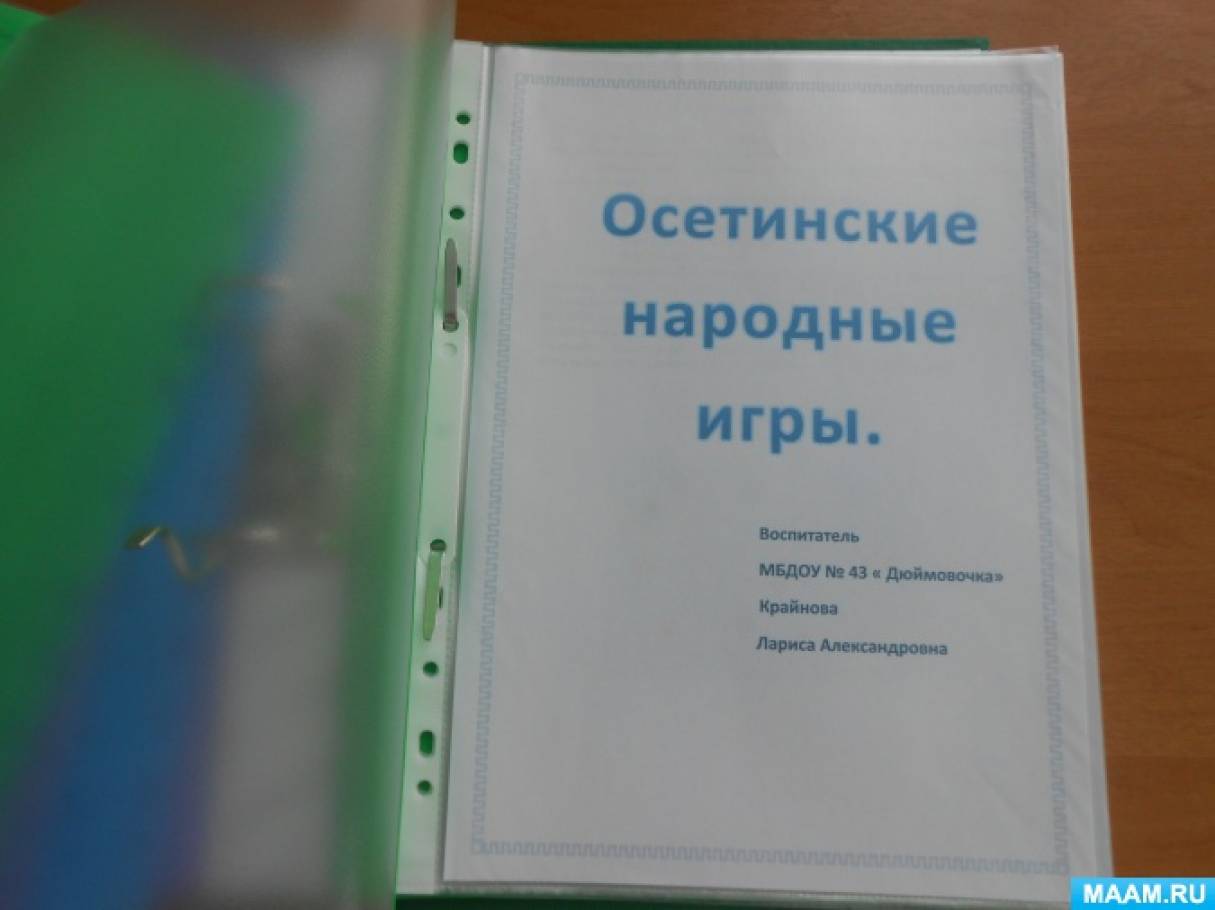 Осетинские
народные
игры.
Воспитатель
МБДОУ № 43 « Дюймовочка»
Крайнова
Лариса Александровна
MAAM.RU